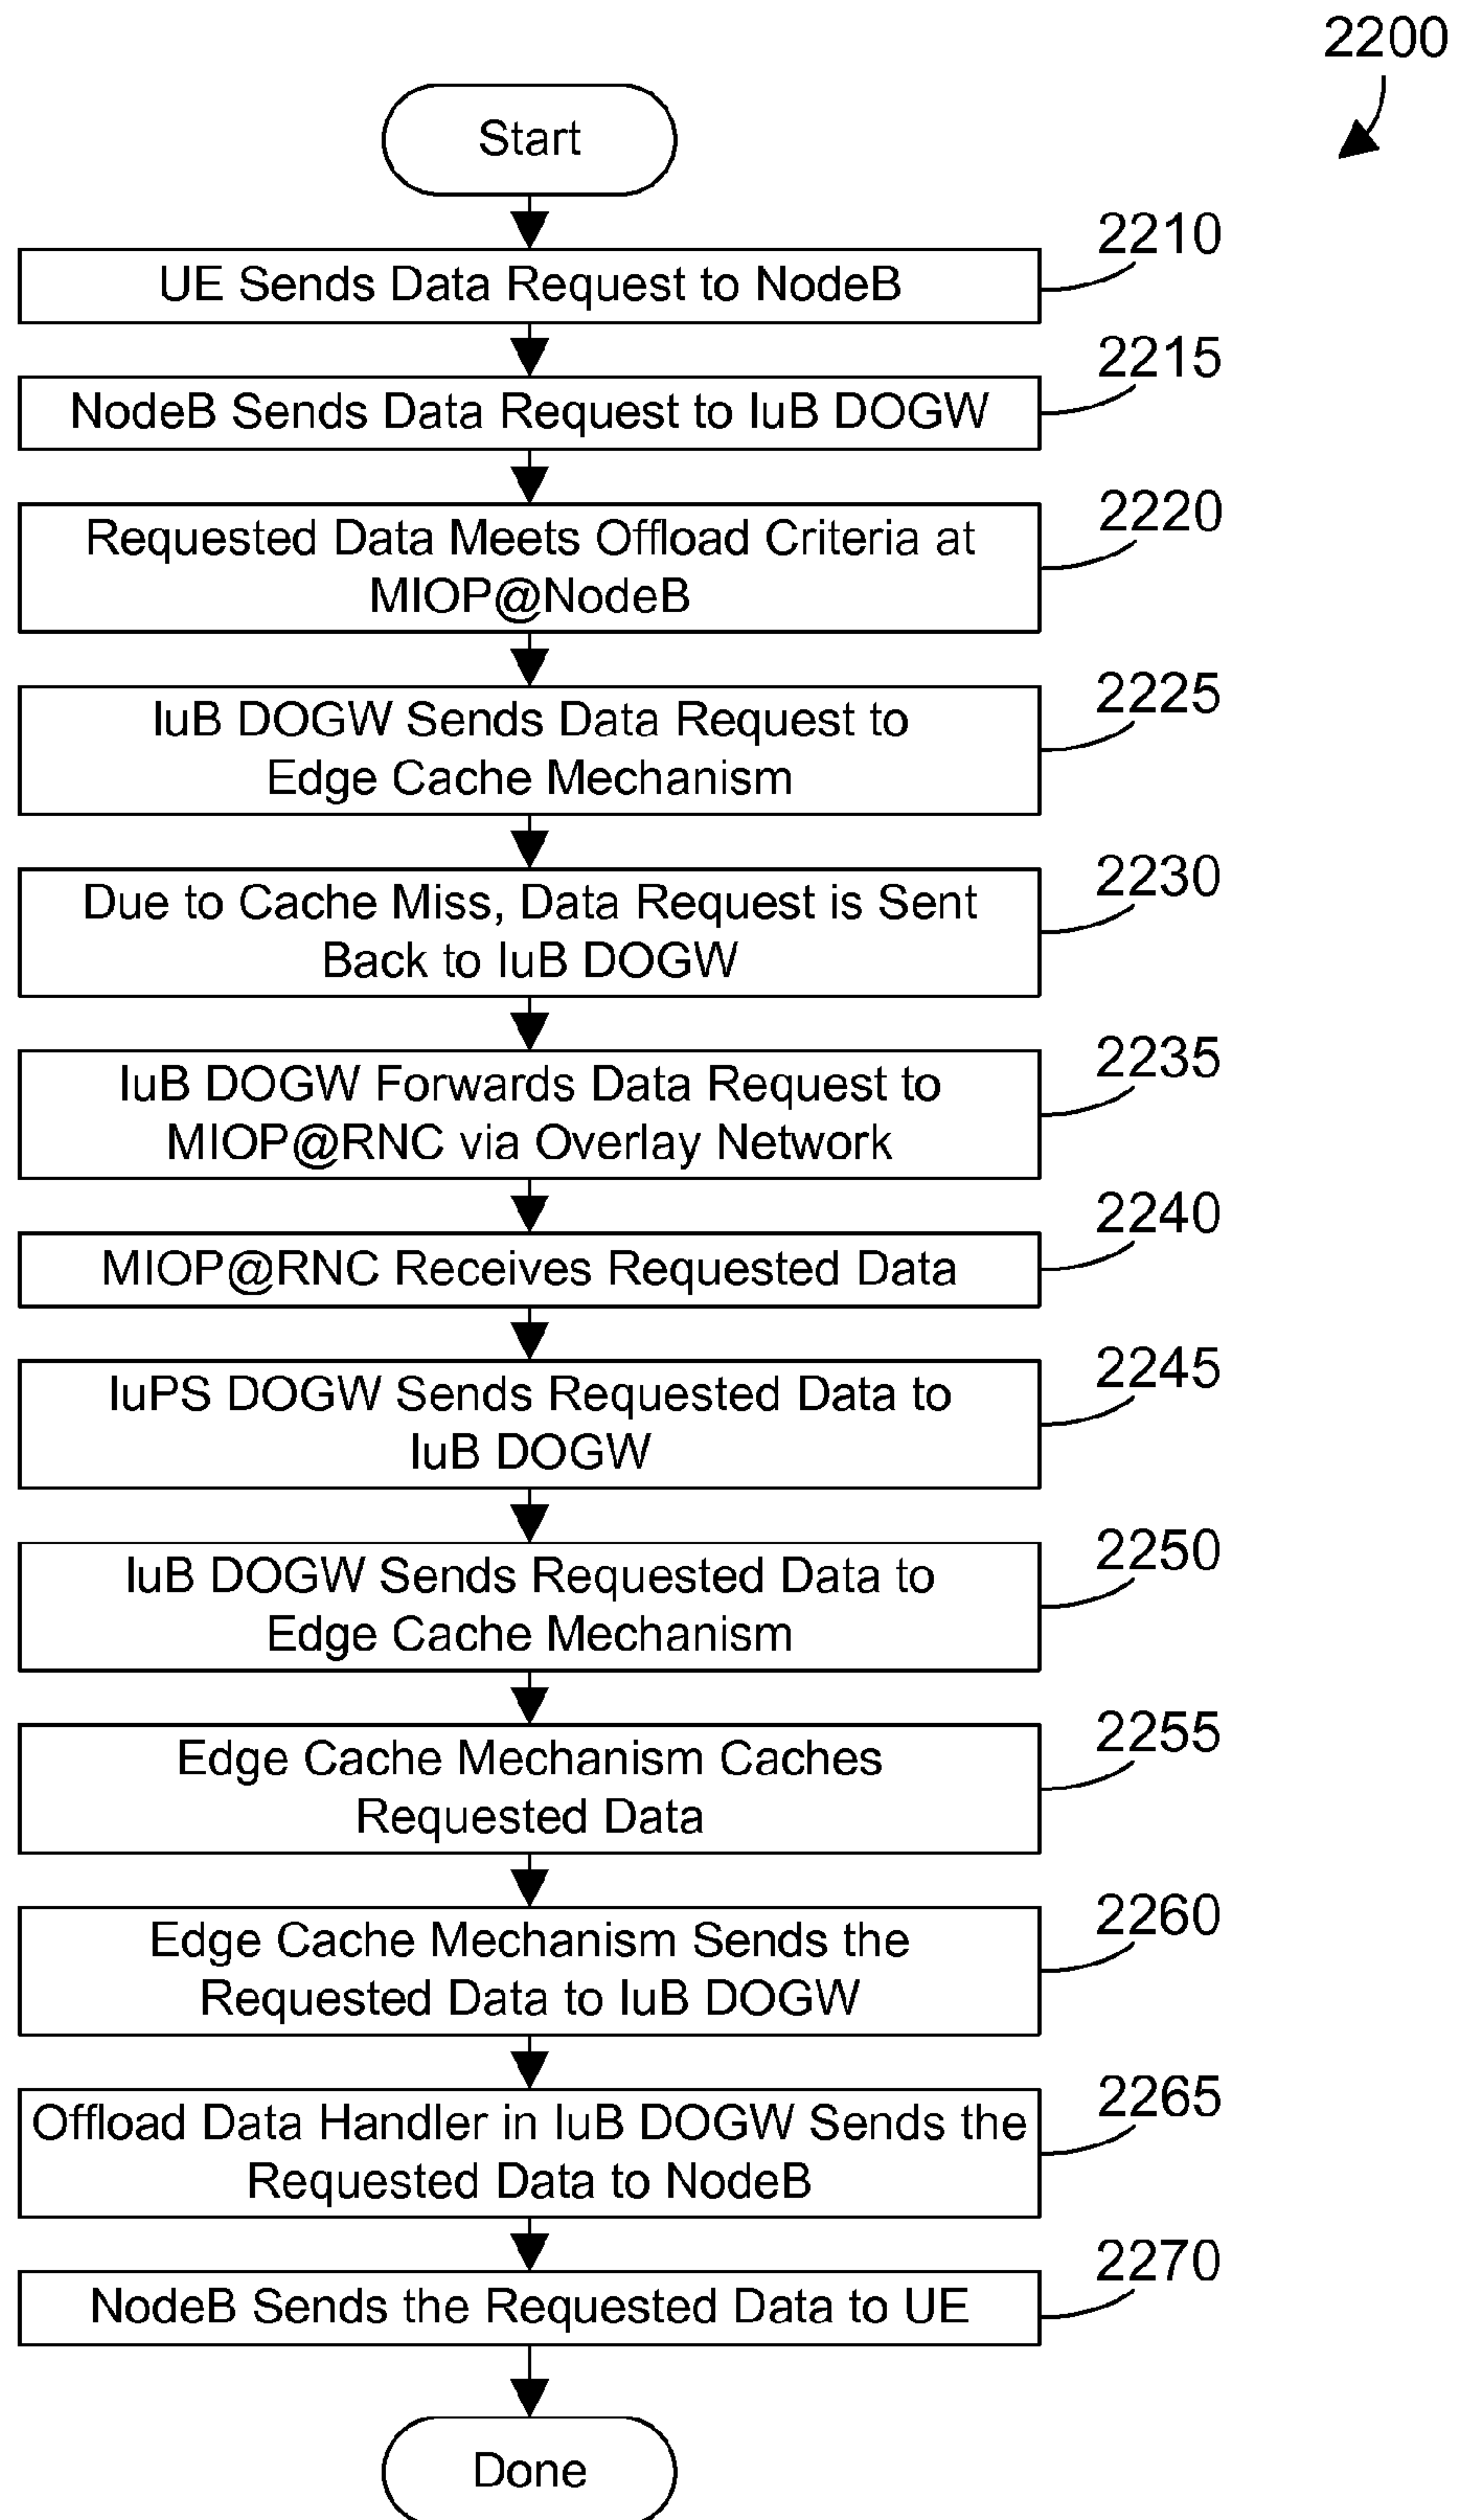 2200
Start
2210
UE Sends Data Request to NodeB
2215
NodeB Sends Data Request to IuB DOGW
2220
Requested Data Meets Offload Criteria at
MIOP@NodeB
2225
IuB DOGW Sends Data Request to
Edge Cache Mechanism
2230
Due to Cache Miss, Data Request is Sent
Back to IuB DOGW
2235
IuB DOGW Forwards Data Request to
MIOP@RNC via Overlay Network
2240
MIOP@RNC Receives Requested Data
2245
IuPS DOGW Sends Requested Data to
IuB DOGW
2250
IuB DOGW Sends Requested Data to
Edge Cache Mechanism
2255
Edge Cache Mechanism Caches
Requested Data
2260
Edge Cache Mechanism Sends the
Requested Data to IuB DOGW
2265
Offload Data Handler in IuB DOGW Sends the
Requested Data to NodeB
2270
NodeB Sends the Requested Data to UE
Done